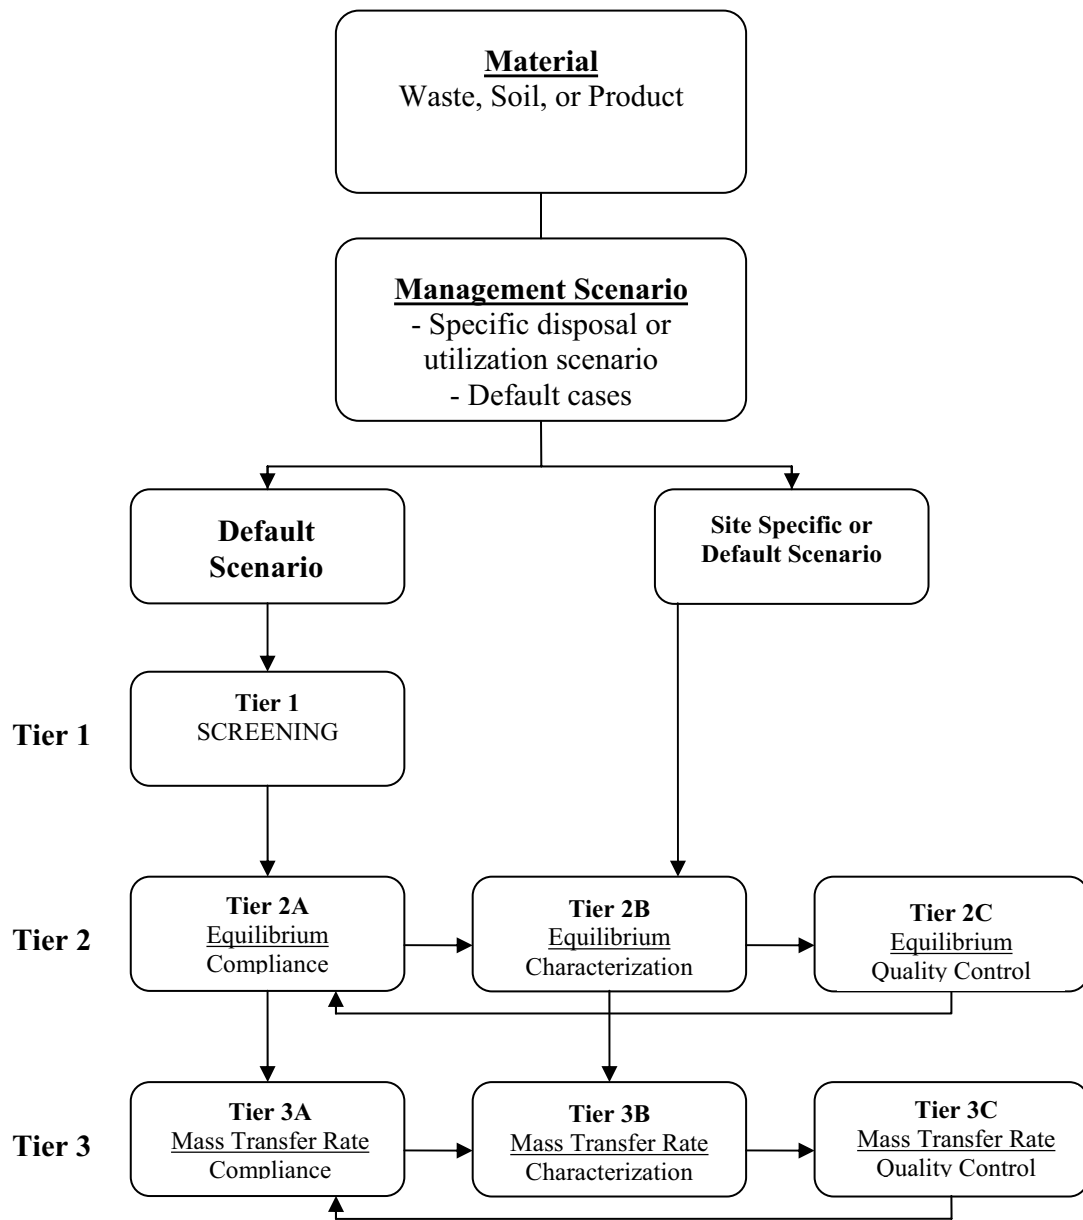 Material
Waste, Soil, or Product
Management Scenario
- Specific disposal or
utilization scenario
- Default cases
Default
Scenario
Site Specific or
Default Scenario
Tier 1
Tier 1
SCREENING
Tier 2
Tier 2A
Equilibrium
Compliance
Tier 2B
Equilibrium
Characterization
Tier 2C
Equilibrium
Quality Control
Tier 3
Tier 3A
Mass Transfer Rate
Compliance
Tier 3B
Mass Transfer Rate
Characterization
Tier 3C
Mass Transfer Rate
Quality Control